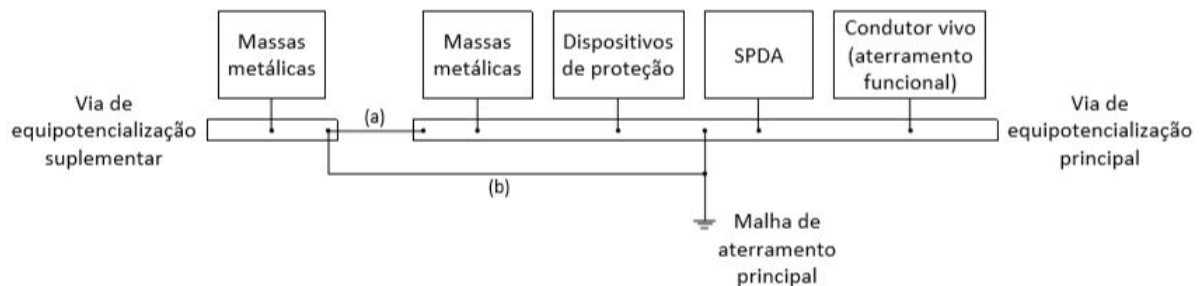 Massas
metálicas
Massas
metálicas
Dispositivos
de proteção
SPDA
Condutor vivo
(aterramento
funcional)
Via de
equipotencialização
suplementar
(a)
Via de
equipotencialização
principal
(b)
Malha de
aterramento
principal